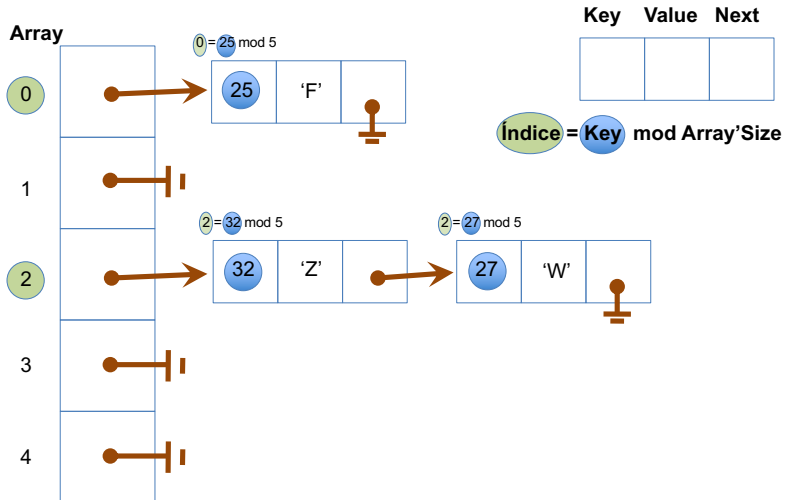 Key Value Next
Array
0 = 25 mod 5
0
25 ‘F’
Índice = Key mod Array’Size
1
2 = 32 mod 5
2 = 27 mod 5
2
32 ‘Z’
27 ‘W’
3
4